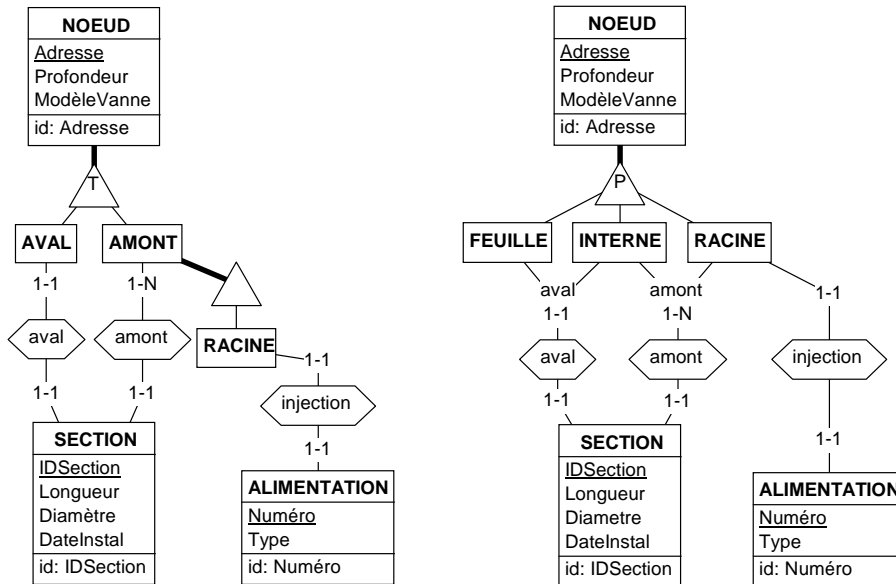 NOEUD
Adresse
Profondeur
ModèleVanne
id: Adresse
T
AVAL
AMONT
1-1
1-N
aval
amont
RACINE
1-1
1-1
1-1
injection
1-1
SECTION
IDSection
Longueur
Diamètre
DateInstal
id: IDSection
ALIMENTATION
Numéro
Type
id: Numéro
NOEUD
Adresse
Profondeur
ModèleVanne
id: Adresse
P
FEUILLE
INTERNE
RACINE
aval
1-1
amont
1-N
1-1
aval
amont
injection
1-1
1-1
1-1
SECTION
IDSection
Longueur
Diametre
DateInstal
id: IDSection
ALIMENTATION
Numéro
Type
id: Numéro